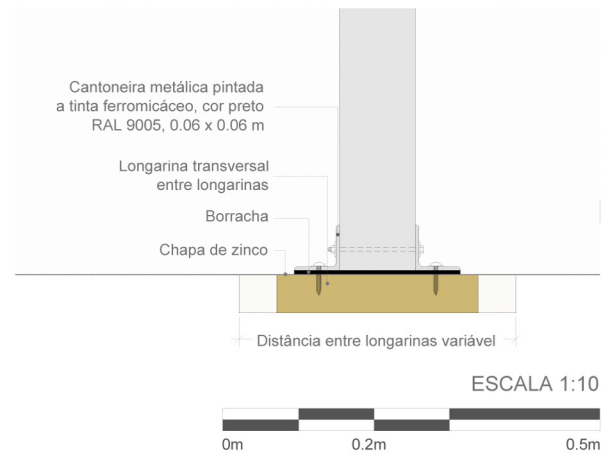 Cantoneira metálica pintada
a tinta ferromicáceo, cor preto
RAL 9005, 0.06 x 0.06 m
Longarina transversal
entre longarinas
Borracha
Chapa de zinco
Distância entre longarinas variável
ESCALA 1:10
0m 0.2m 0.5m